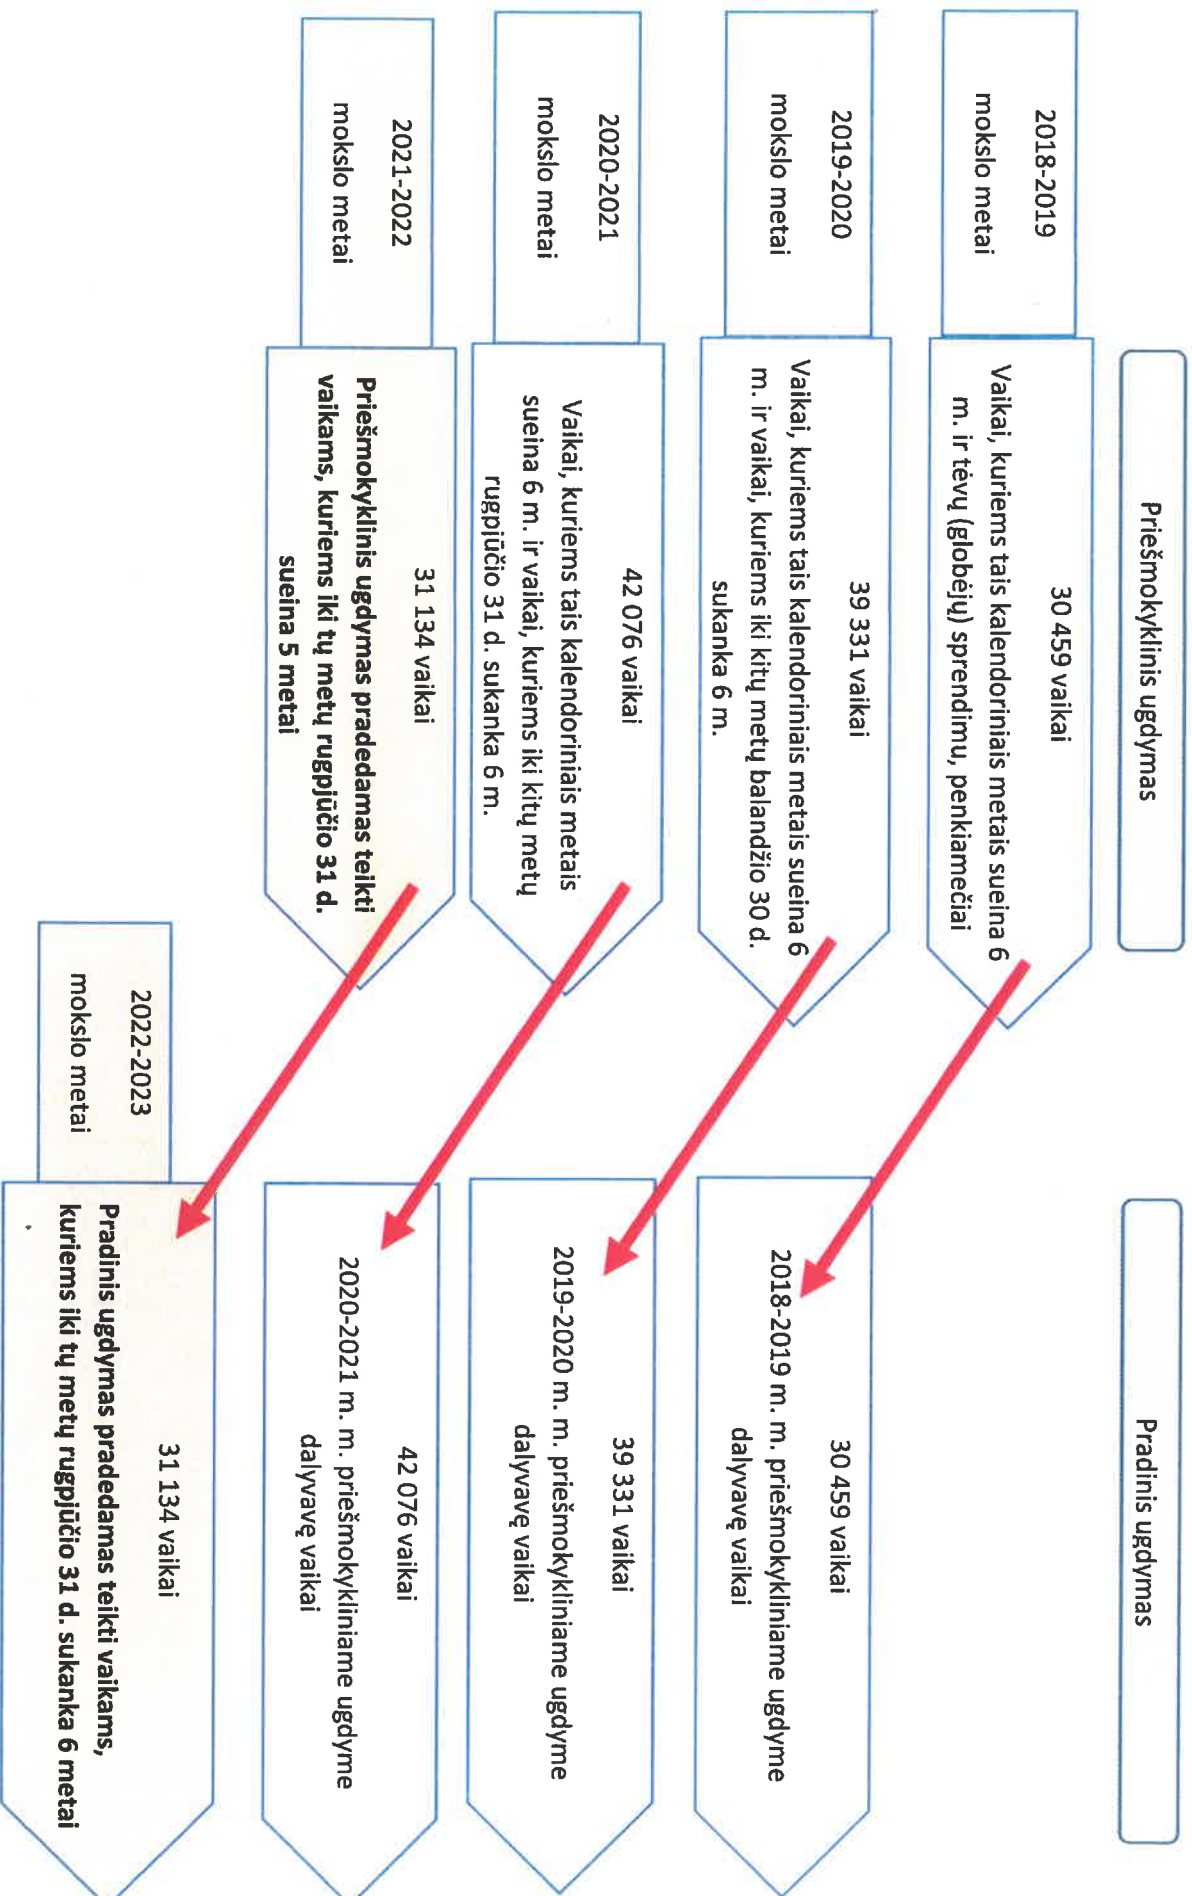 Priešmokyklinis ugdymas
Pradinis ugdymas
2018-2019
mokslo metai
30 459 vaikai
Vaikai, kuriems tais kalendoriniais metais sueina 6
m. ir tėvų (globėjų) sprendimu, penkiamečiai
2019-2020
mokslo metai
39 331 vaikai
Vaikai, kuriems tais kalendoriniais metais sueina 6
m. ir vaikai, kuriems iki kitų metų balandžio 30 d.
sukanka 6 m.
30 459 vaikai
2018-2019 m. m. priešmokykliniame ugdyme
dalyvavę vaikai
2020-2021
mokslo metai
42 076 vaikai
Vaikai, kuriems tais kalendoriniais metais
sueina 6 m. ir vaikai, kuriems iki kitų metų
rugpjūčio 31 d. sukanka 6 m.
39 331 vaikai
2019-2020 m. m. priešmokykliniame ugdyme
dalyvavę vaikai
2021-2022
mokslo metai
31 134 vaikai
Priešmokyklinis ugdymas pradedamas teikti
vaikams, kuriems iki tų metų rugpjūčio 31 d.
sueina 5 metai
42 076 vaikai
2020-2021 m. m. priešmokykliniame ugdyme
dalyvavę vaikai
2022-2023
mokslo metai
31 134 vaikai
Pradinis ugdymas pradedamas teikti vaikams,
kuriems iki tų metų rugpjūčio 31 d. sukanka 6 metai